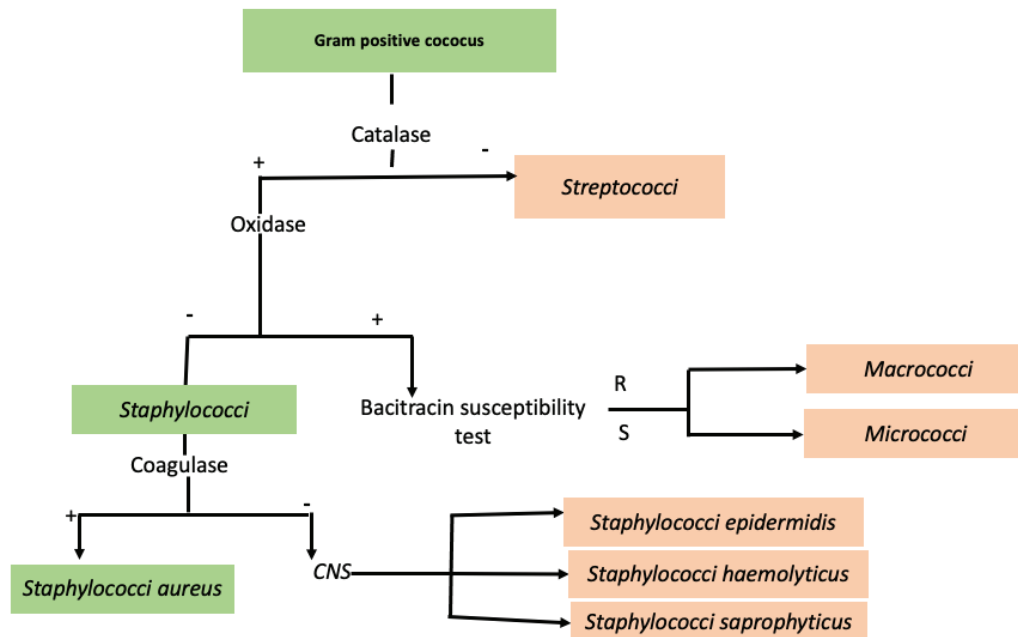 Gram positive cococus
Catalase
+
-
Streptococci
Oxidase
-
+
Staphylococci
Bacitracin susceptibility
test
R
S
Macrococci
Micrococci
Coagulase
+
-
Staphylococci aureus
CNS
Staphylococci epidermidis
Staphylococci haemolyticus
Staphylococci saprophyticus